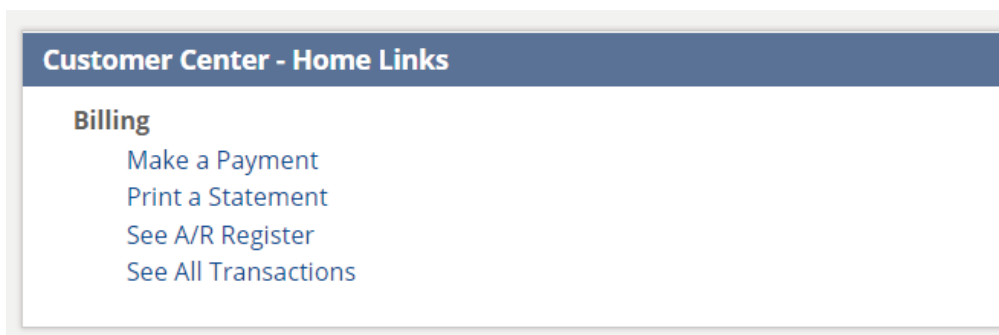 Customer Center - Home Links
Billing
Make a Payment
Print a Statement
See A/R Register
See All Transactions